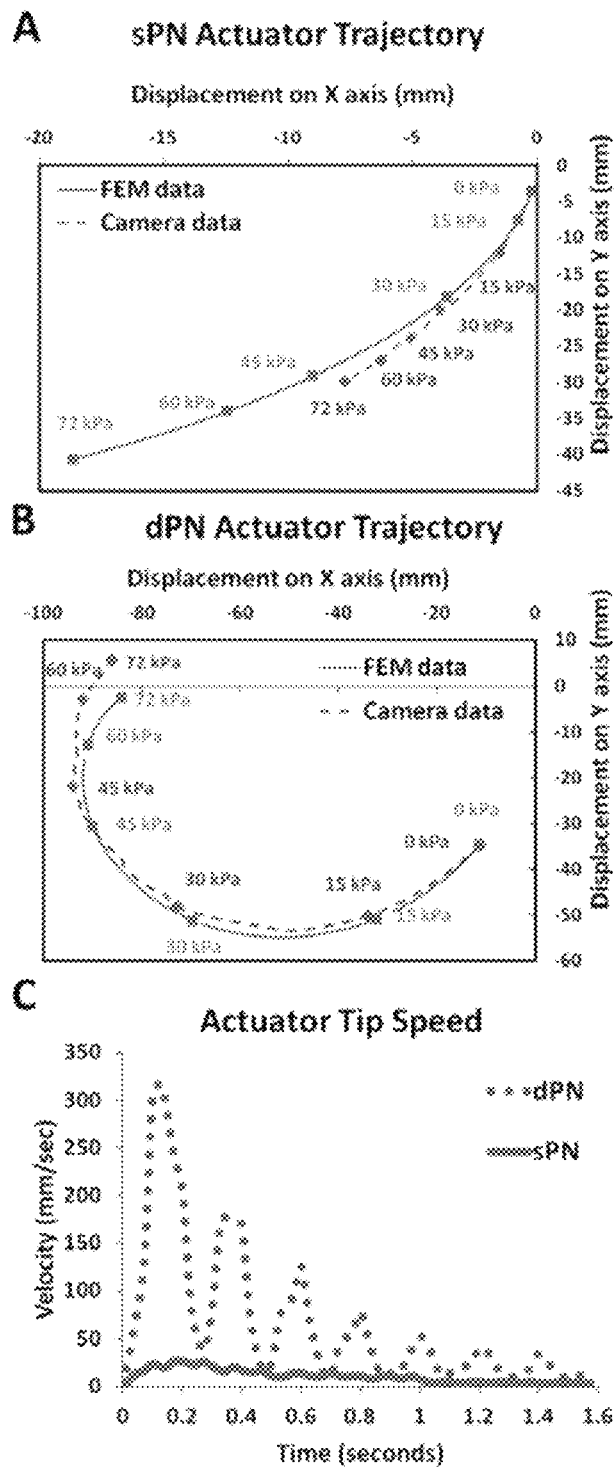 A
sPN Actuator Trajectory
Displacement on X axis (mm)
-20 -15 -10 -5 0
0
-5
-10
-15
-20
-25
-30
-35
-40
-45
Displacement on Y axis (mm)
FEM data
Camera data
0 kPa
15 kPa
30 kPa
15 kPa
30 kPa
45 kPa
45 kPa
60 kPa
60 kPa
72 kPa
72 kPa
B
dPN Actuator Trajectory
Displacement on X axis (mm)
-100 -80 -60 -40 -20 0
10
0
-10
-20
-30
-40
-50
-60
Displacement on Y axis (mm)
FEM data
Camera data
60 kPa
72 kPa
72 kPa
60 kPa
45 kPa
45 kPa
0 kPa
0 kPa
30 kPa
15 kPa
15 kPa
30 kPa
C
Actuator Tip Speed
350
300
250
200
150
100
50
0
Velocity (mm/sec)
dPN
sPN
0 0.2 0.4 0.6 0.8 1.0 1.2 1.4 1.6
Time (seconds)